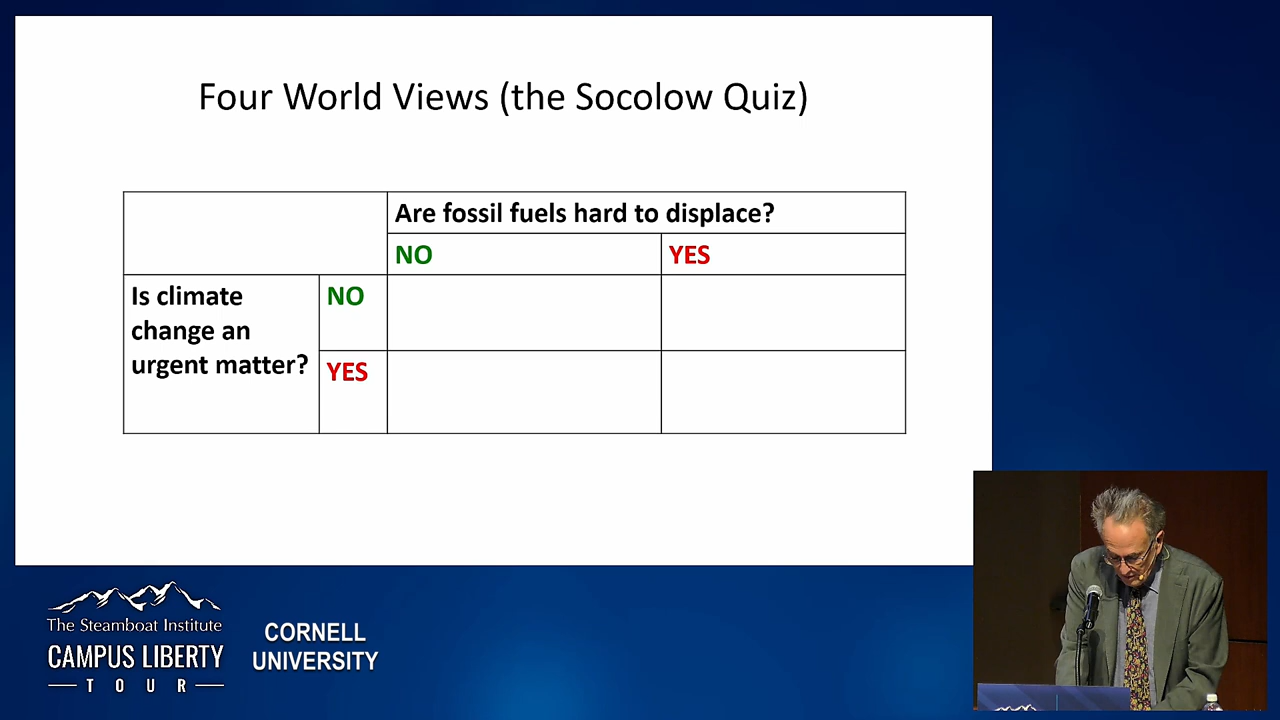 Four World Views (the Socolow Quiz)
Are fossil fuels hard to displace?
NO
YES
Is climate
change an
urgent matter?
NO
YES
The Steamboat Institute
CAMPUS LIBERTY
TOUR
CORNELL
UNIVERSITY